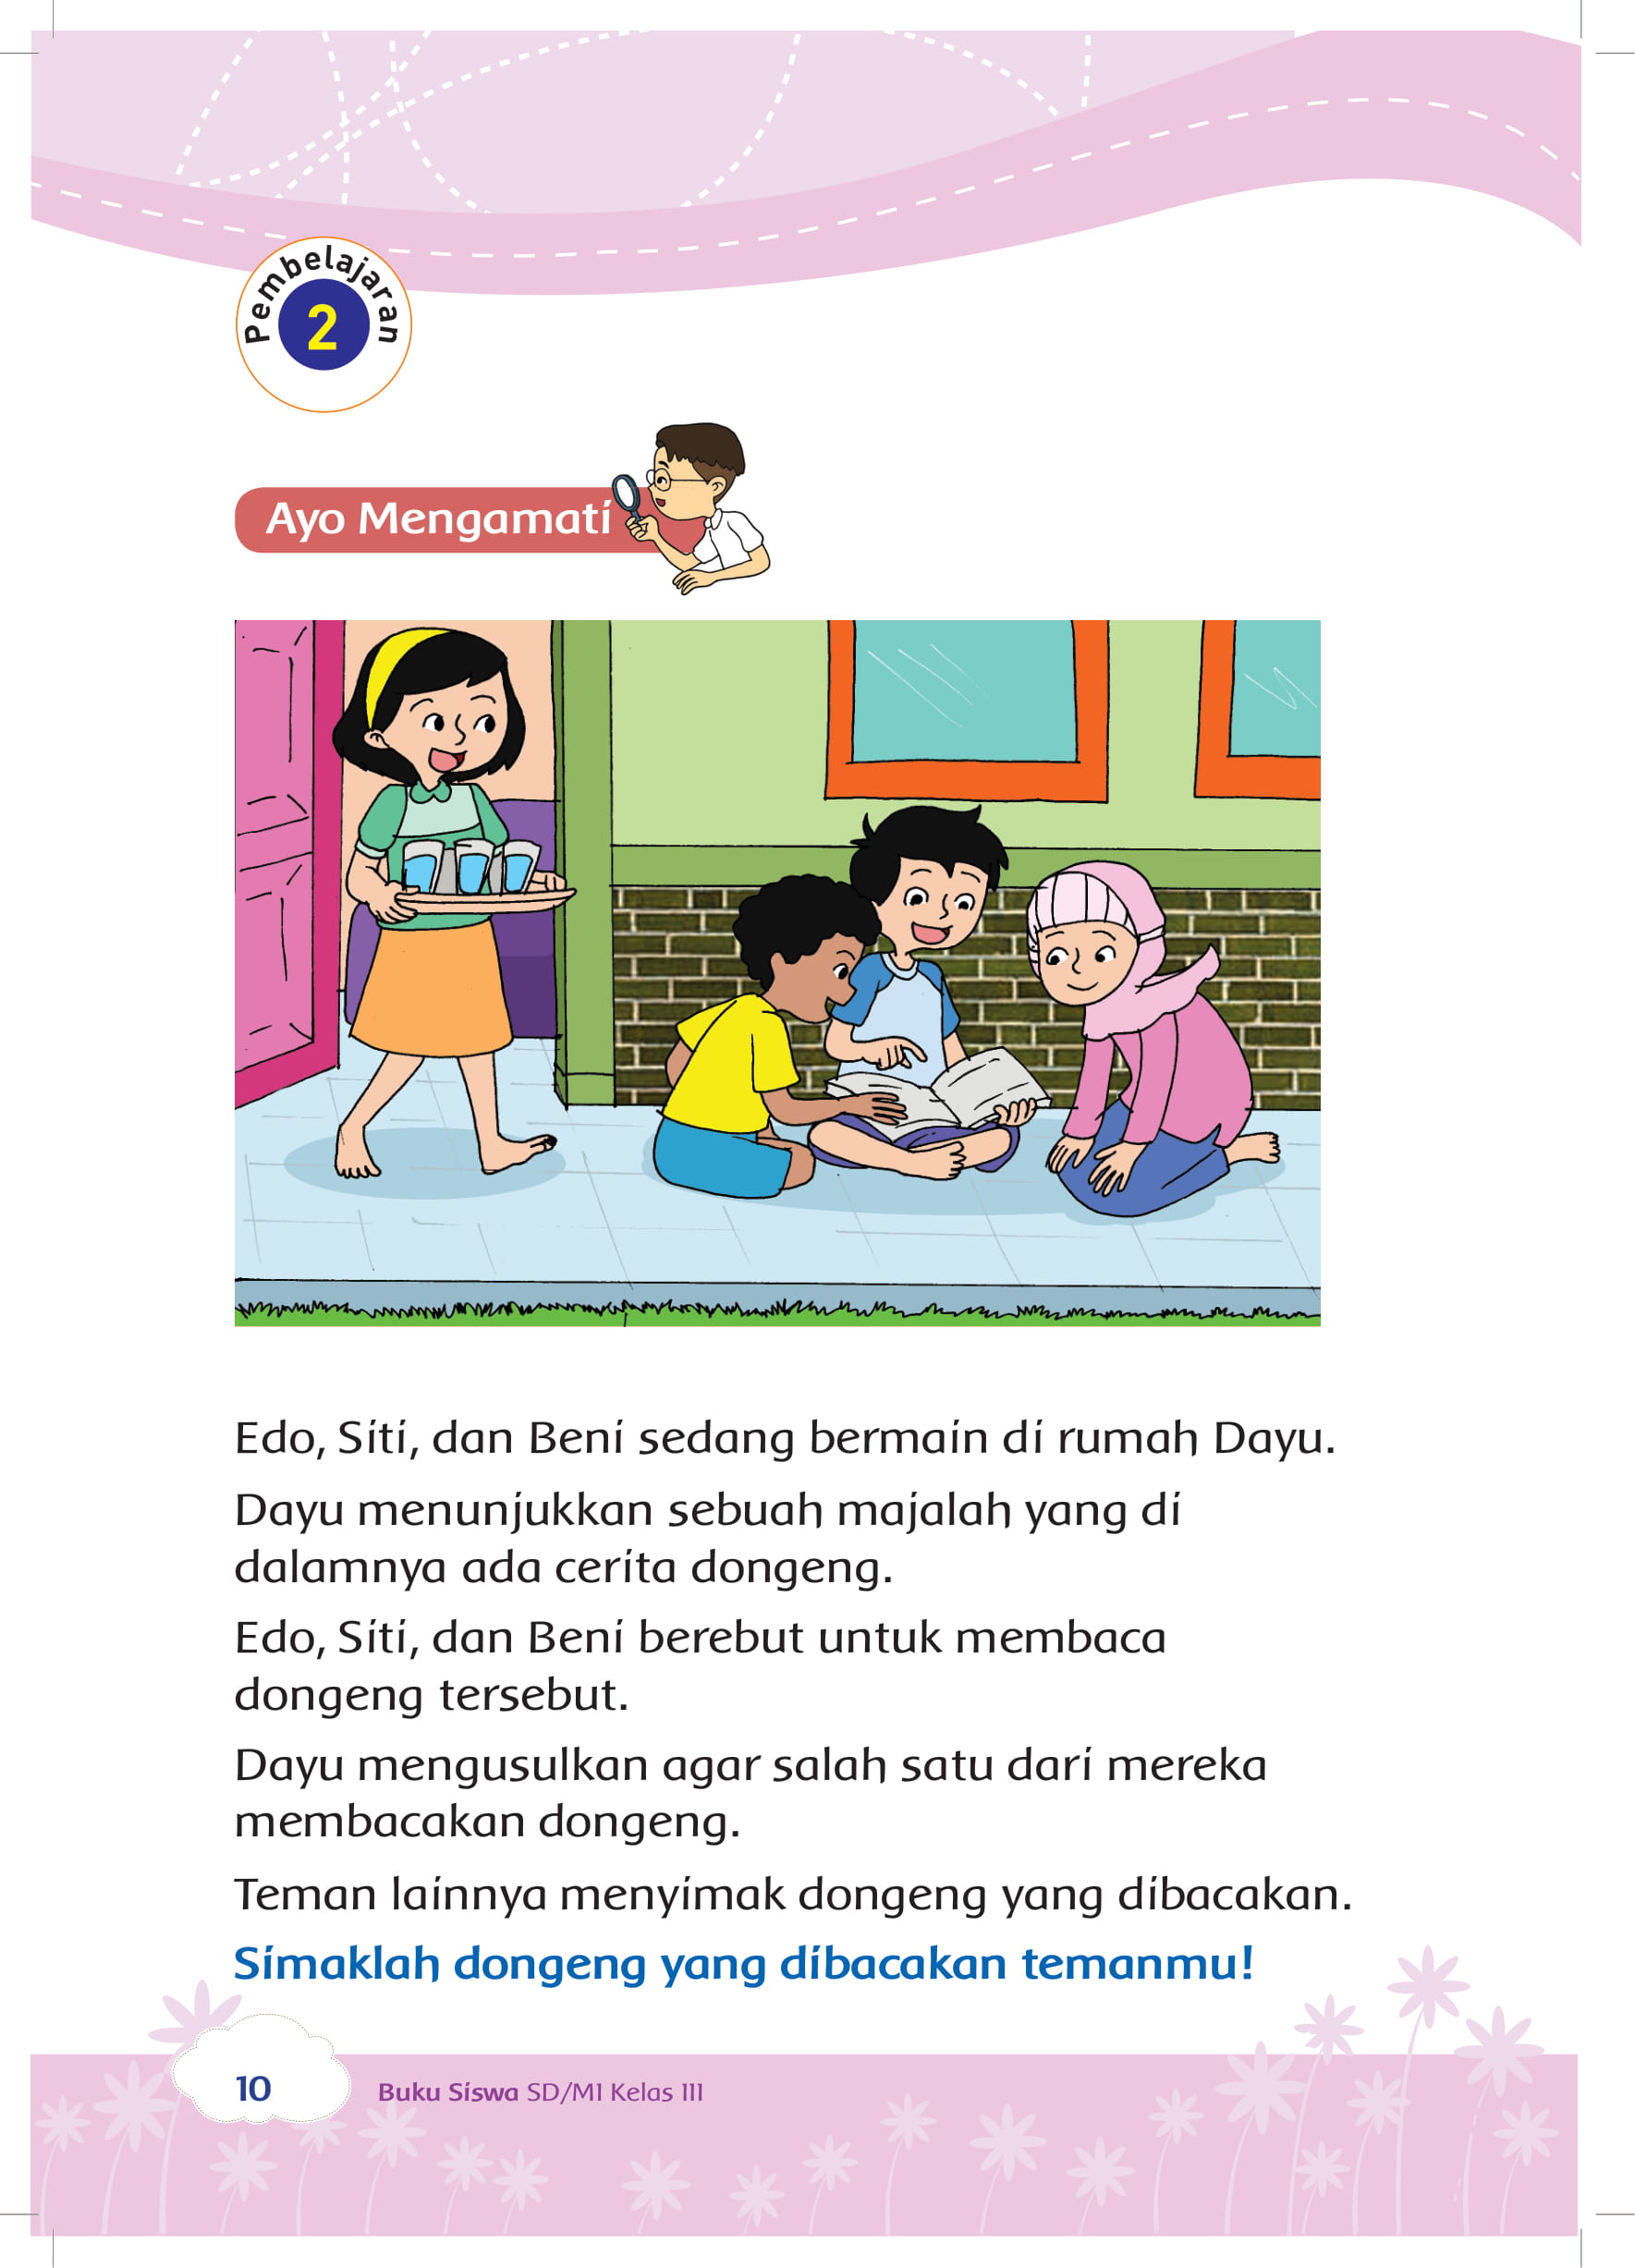 Pembelajaran
2
Ayo Mengamati
Edo, Siti, dan Beni sedang bermain di rumah Dayu.
Dayu menunjukkan sebuah majalah yang di
dalamnya ada cerita dongeng.
Edo, Siti, dan Beni berebut untuk membaca
dongeng tersebut.
Dayu mengusulkan agar salah satu dari mereka
membacakan dongeng.
Teman lainnya menyimak dongeng yang dibacakan.
Simaklah dongeng yang dibacakan temanmu!
10
Buku Siswa SD/MI Kelas III